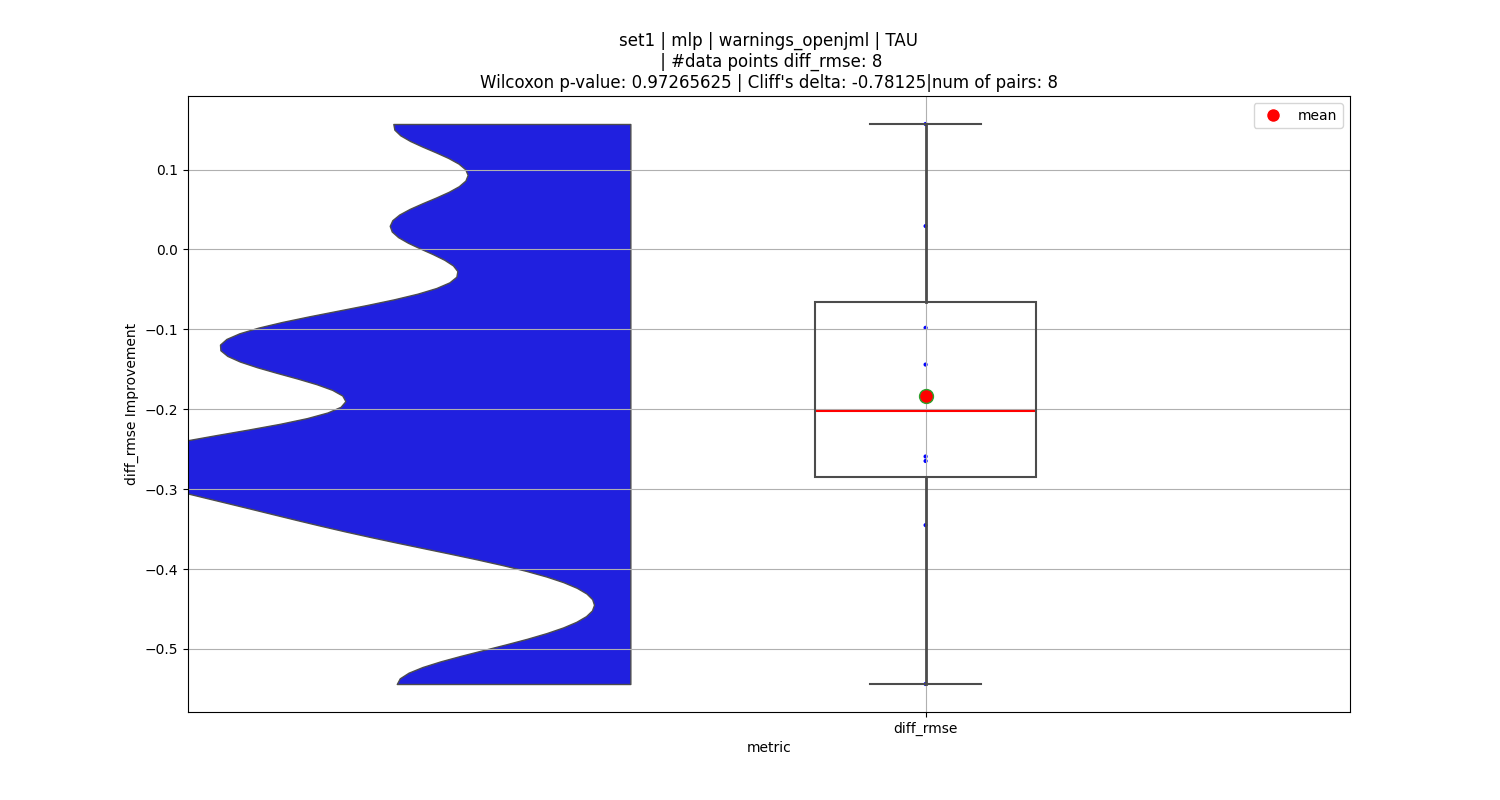 set1 | mlp | warnings_openjml | TAU
| #data points diff_rmse: 8
Wilcoxon p-value: 0.97265625 | Cliff's delta: -0.78125|num of pairs: 8
mean
0.1
0.0
−0.1
−0.2
−0.3
−0.4
−0.5
diff_rmse Improvement
diff_rmse
metric